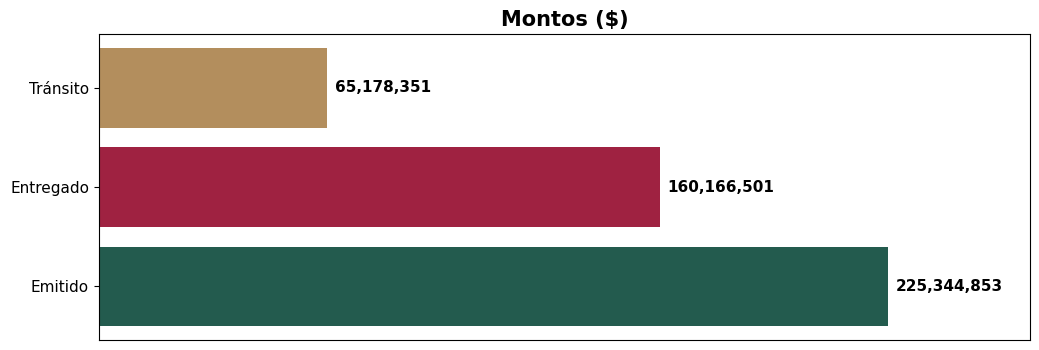 Montos ($)
Tránsito 65,178,351
Entregado 160,166,501
Emitido 225,344,853